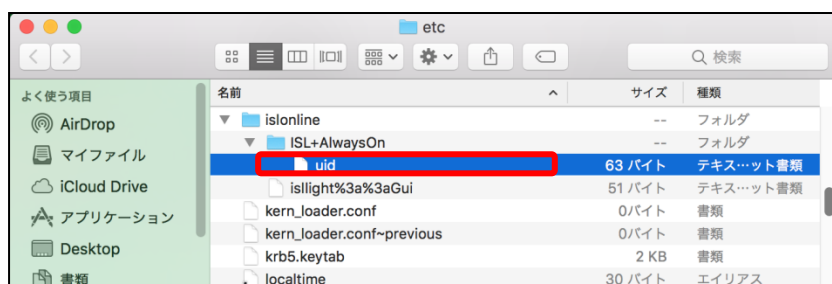 etc
検索
よく使う項目
AirDrop
マイファイル
iCloud Drive
アプリケーション
Desktop
書類
名前 サイズ 種類
islonline -- フォルダ
ISL+AlwaysOn -- フォルダ
uid 63 バイト テキス…ット書類
isllight%3a%3aGui 51 バイト テキス…ット書類
kern_loader.conf 0バイト 書類
kern_loader.conf~previous 0バイト 書類
krb5.keytab 2 KB 書類
localtime 30 バイト エイリアス